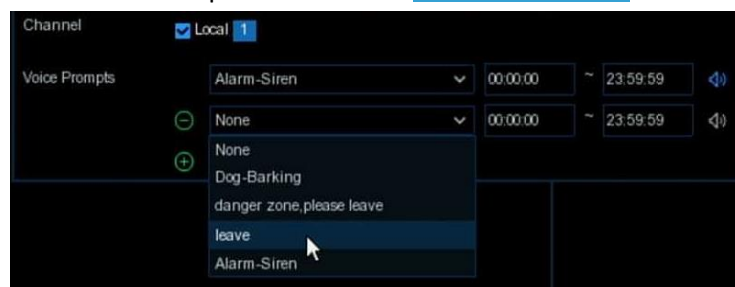 Channel Local 1
Voice Prompts Alarm-Siren 00:00:00 ~ 23:59:59
None 00:00:00 ~ 23:59:59
None
Dog-Barking
danger zone,please leave
leave
Alarm-Siren